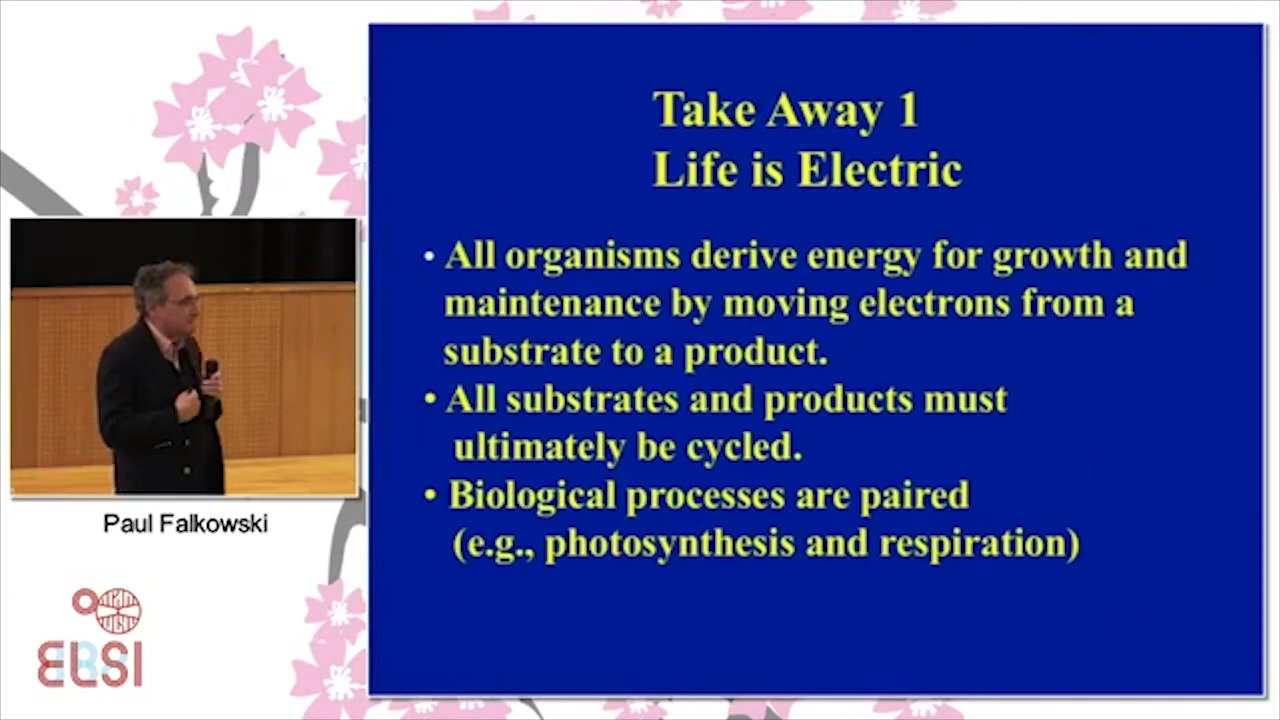 Take Away 1
Life is Electric
• All organisms derive energy for growth and
maintenance by moving electrons from a
substrate to a product.
• All substrates and products must
ultimately be cycled.
• Biological processes are paired
(e.g., photosynthesis and respiration)
Paul Falkowski
ELSI